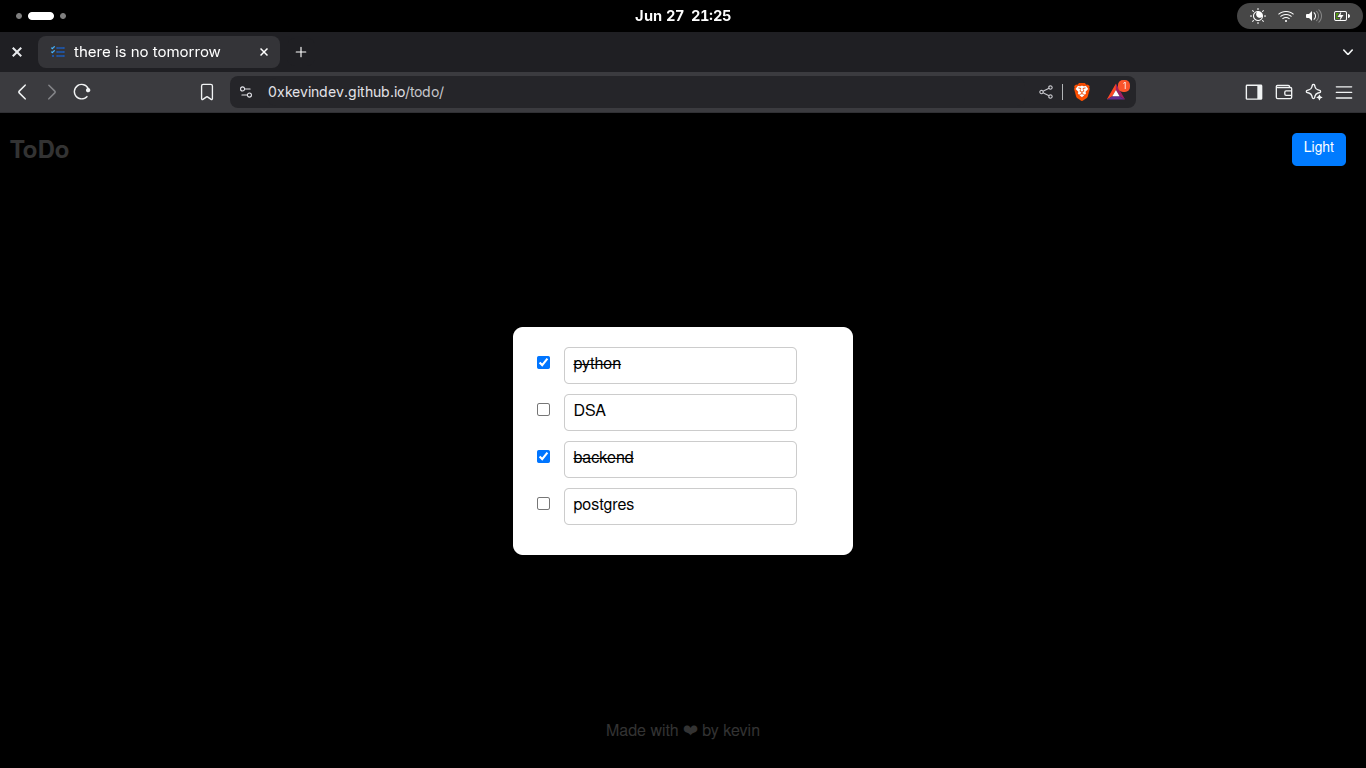 Jun 27 21:25
there is no tomorrow
0xkevindev.github.io/todo/
1
ToDo
Light
python
DSA
backend
postgres
Made with ❤ by kevin